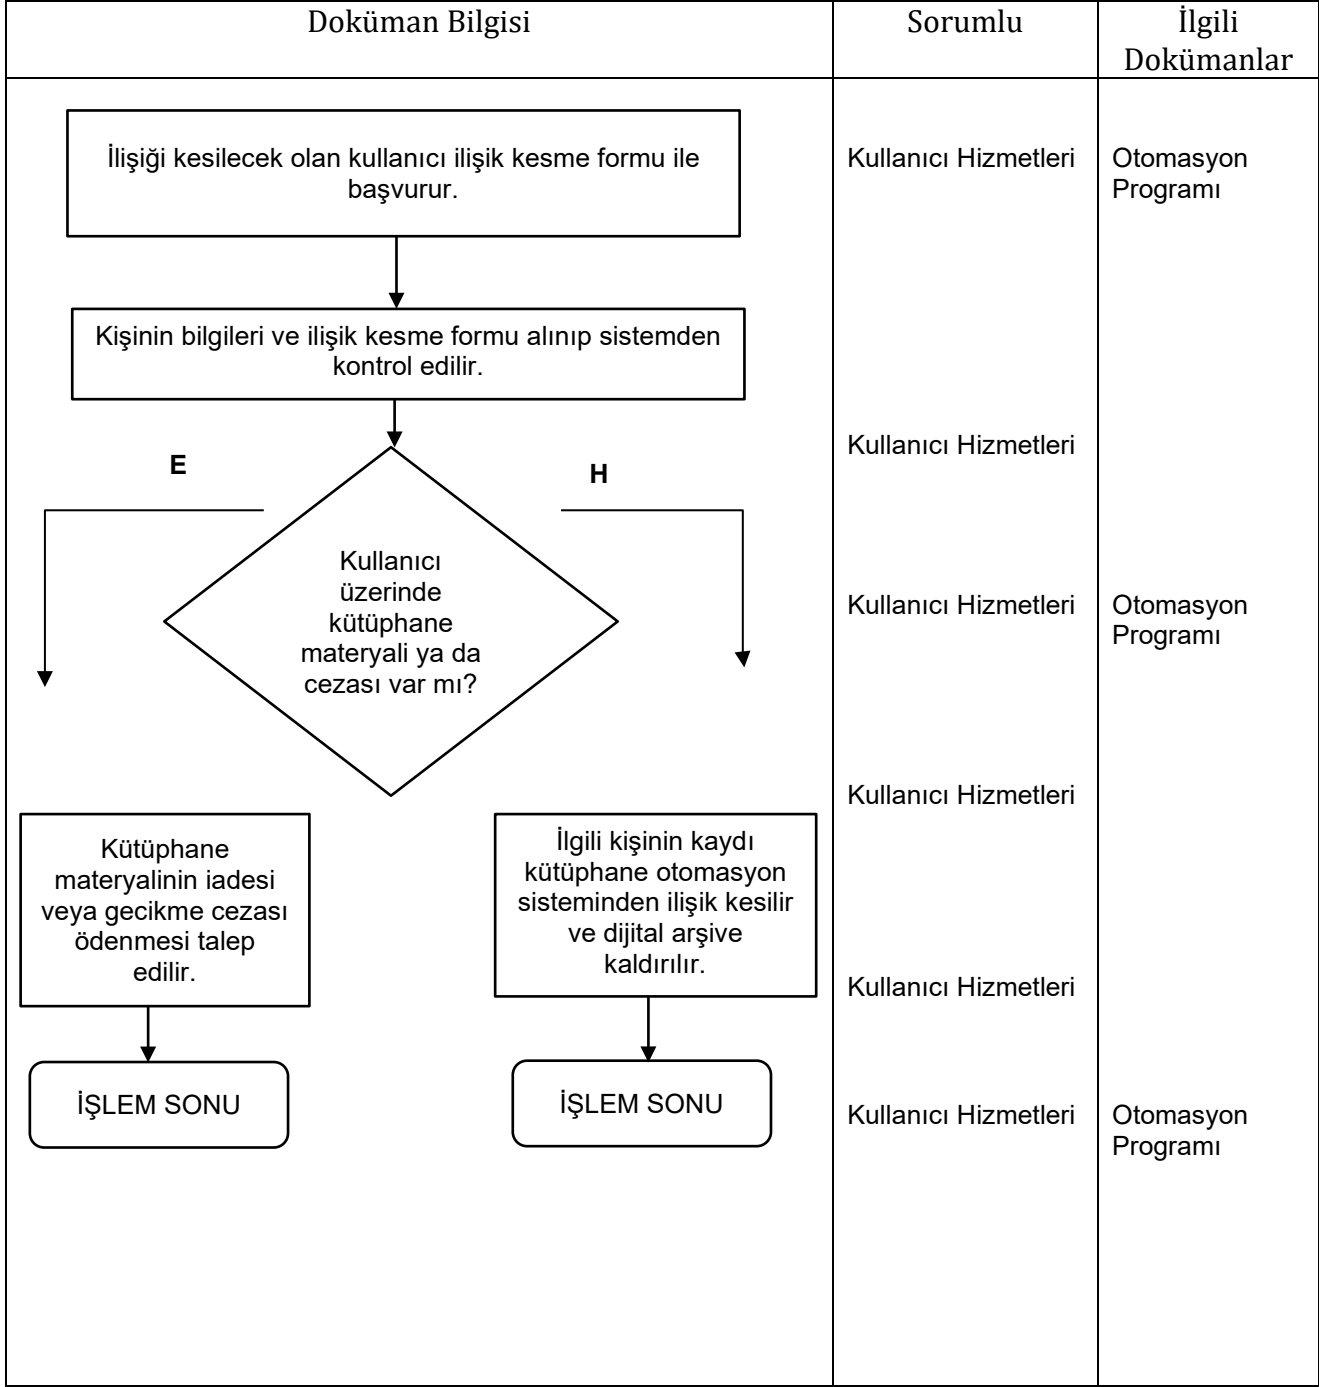 Doküman Bilgisi
Sorumlu
İlgili
Dokümanlar
İlişiği kesilecek olan kullanıcı ilişik kesme formu ile
başvurur.
Kullanıcı Hizmetleri
Otomasyon
Programı
Kişinin bilgileri ve ilişik kesme formu alınıp sistemden
kontrol edilir.
Kullanıcı Hizmetleri
E
H
Kullanıcı
üzerinde
kütüphane
materyali ya da
cezası var mı?
Kullanıcı Hizmetleri
Otomasyon
Programı
Kullanıcı Hizmetleri
Kütüphane
materyalinin iadesi
veya gecikme cezası
ödenmesi talep
edilir.
İlgili kişinin kaydı
kütüphane otomasyon
sisteminden ilişik kesilir
ve dijital arşive
kaldırılır.
Kullanıcı Hizmetleri
İŞLEM SONU
İŞLEM SONU
Kullanıcı Hizmetleri
Otomasyon
Programı